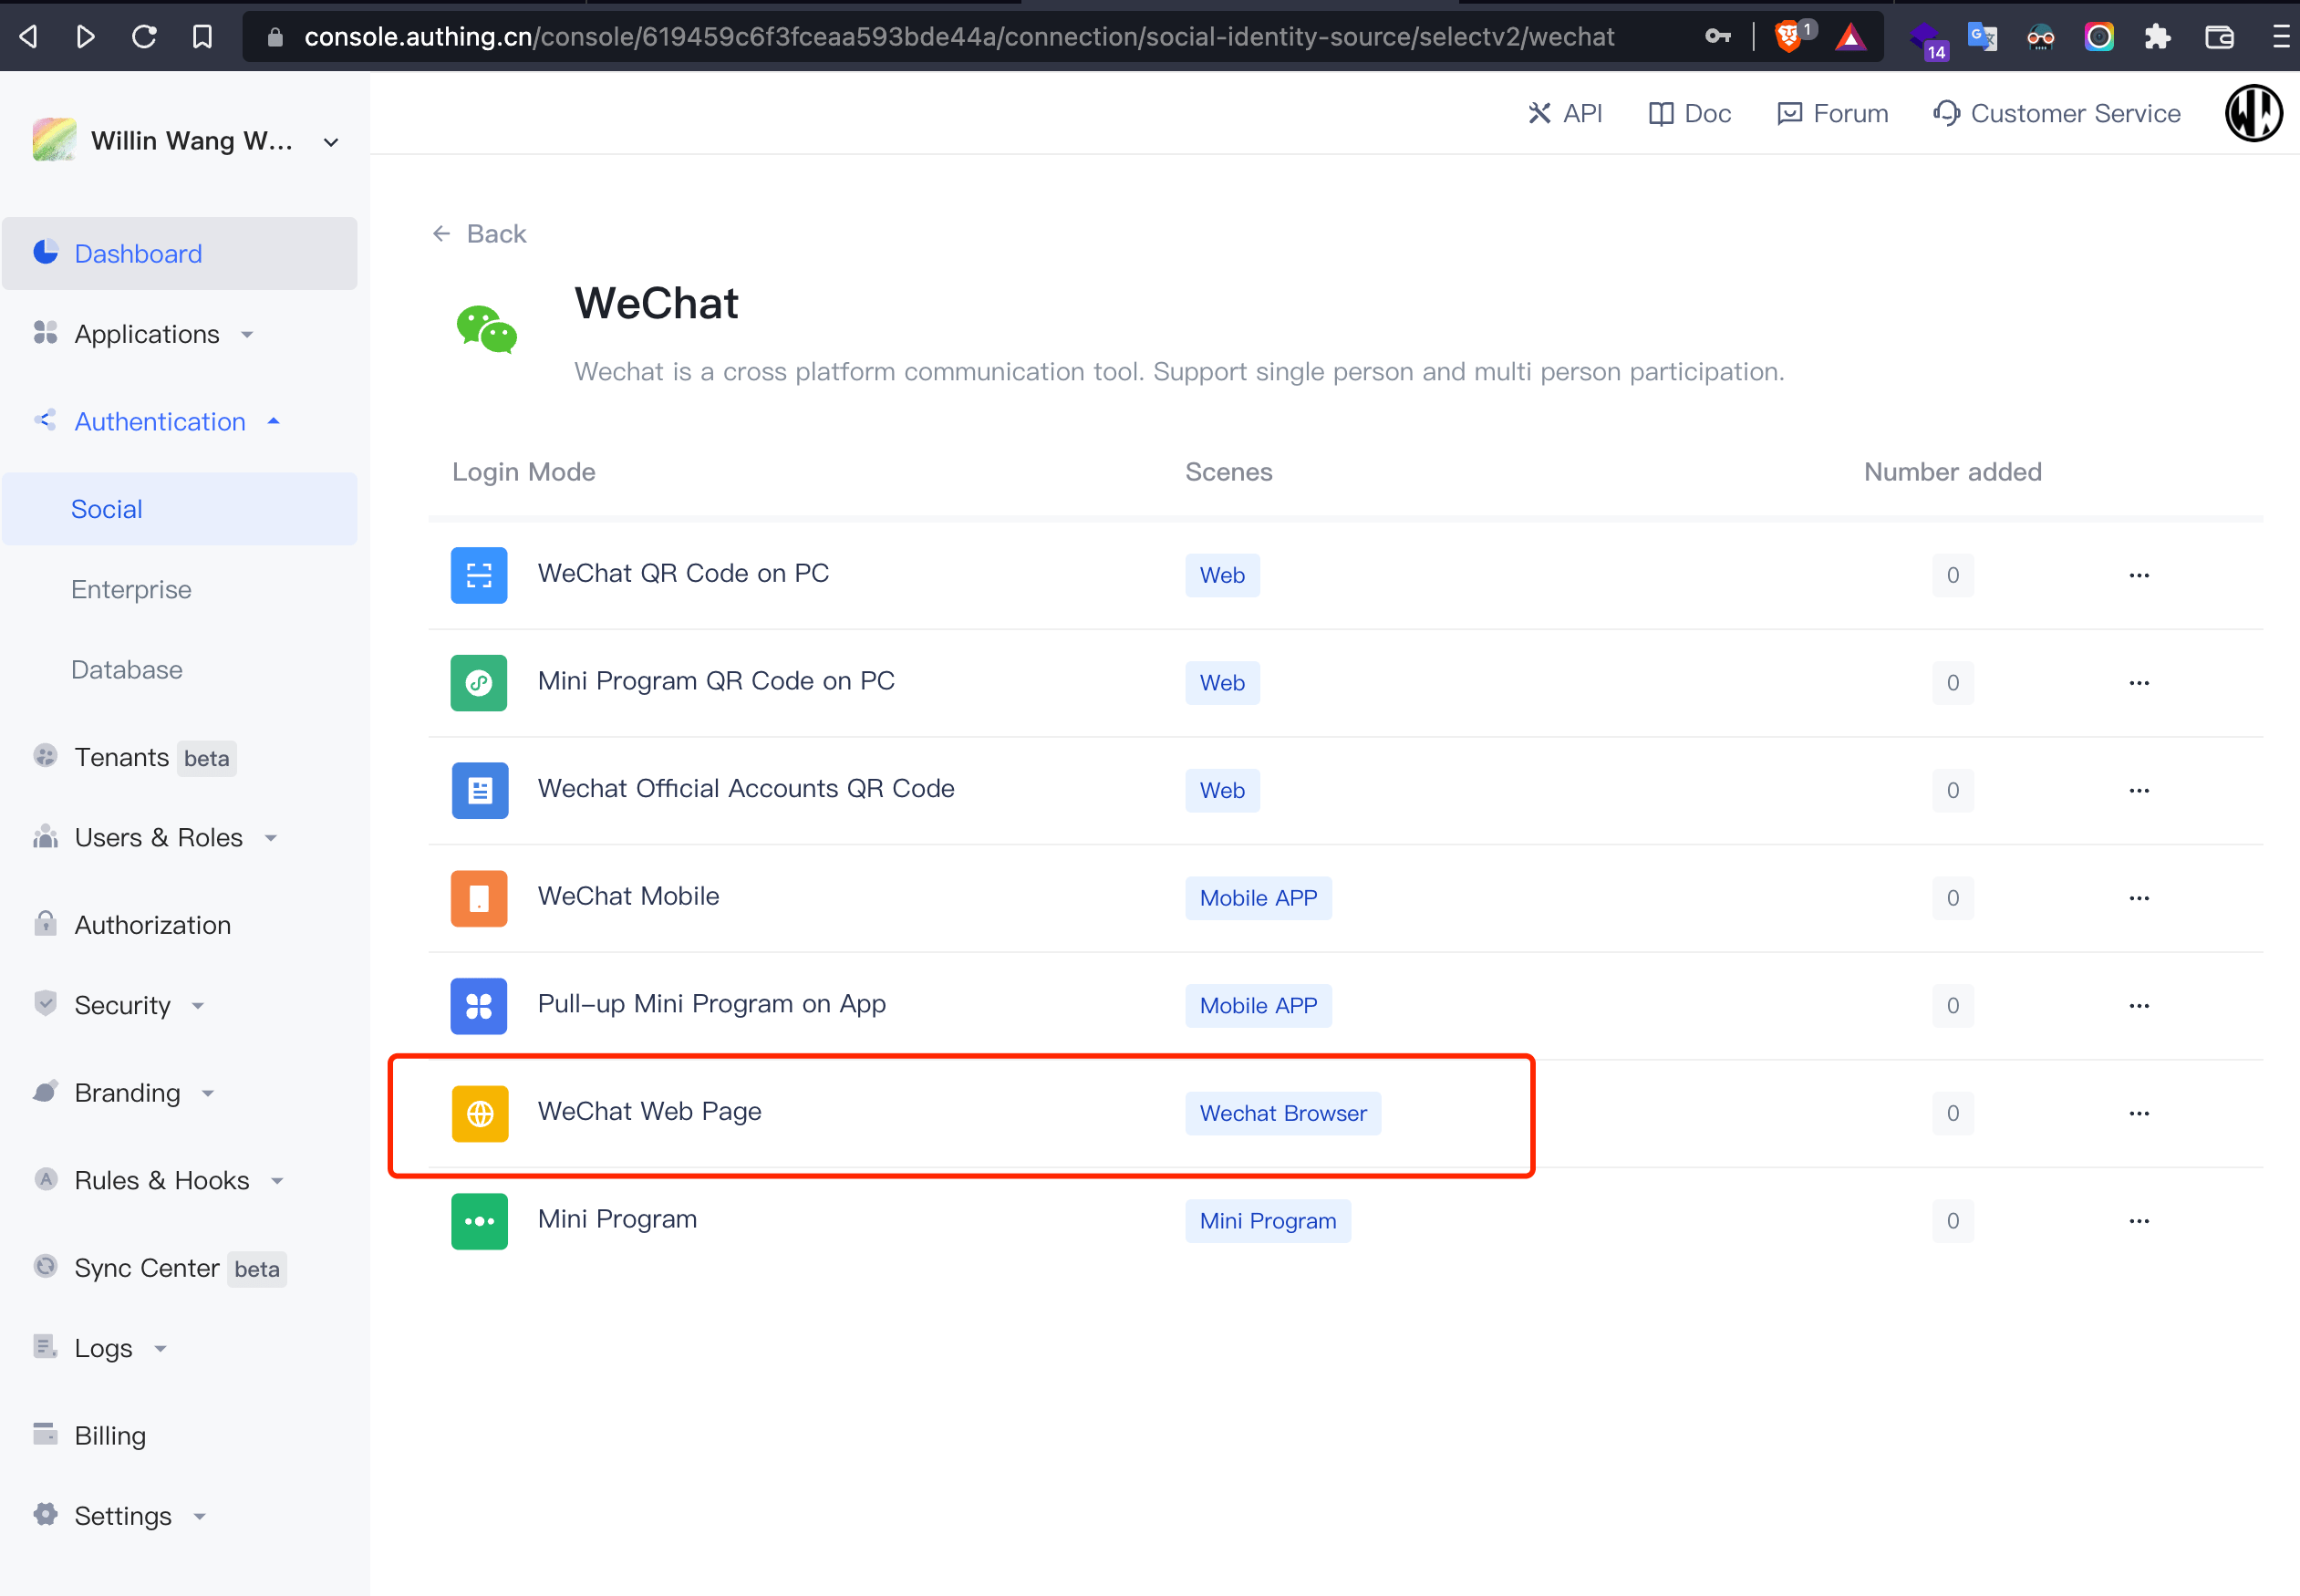 console.authing.cn/console/619459c6f3fceaa593bde44a/connection/social-identity-source/selectv2/wechat
1
14
Willin Wang W...
API
Doc
Forum
Customer Service
Dashboard
Applications
Authentication
Social
Enterprise
Database
Tenants beta
Users & Roles
Authorization
Security
Branding
Rules & Hooks
Sync Center beta
Logs
Billing
Settings
Back
WeChat
Wechat is a cross platform communication tool. Support single person and multi person participation.
Login Mode Scenes Number added
WeChat QR Code on PC Web 0
Mini Program QR Code on PC Web 0
Wechat Official Accounts QR Code Web 0
WeChat Mobile Mobile APP 0
Pull-up Mini Program on App Mobile APP 0
WeChat Web Page Wechat Browser 0
Mini Program Mini Program 0